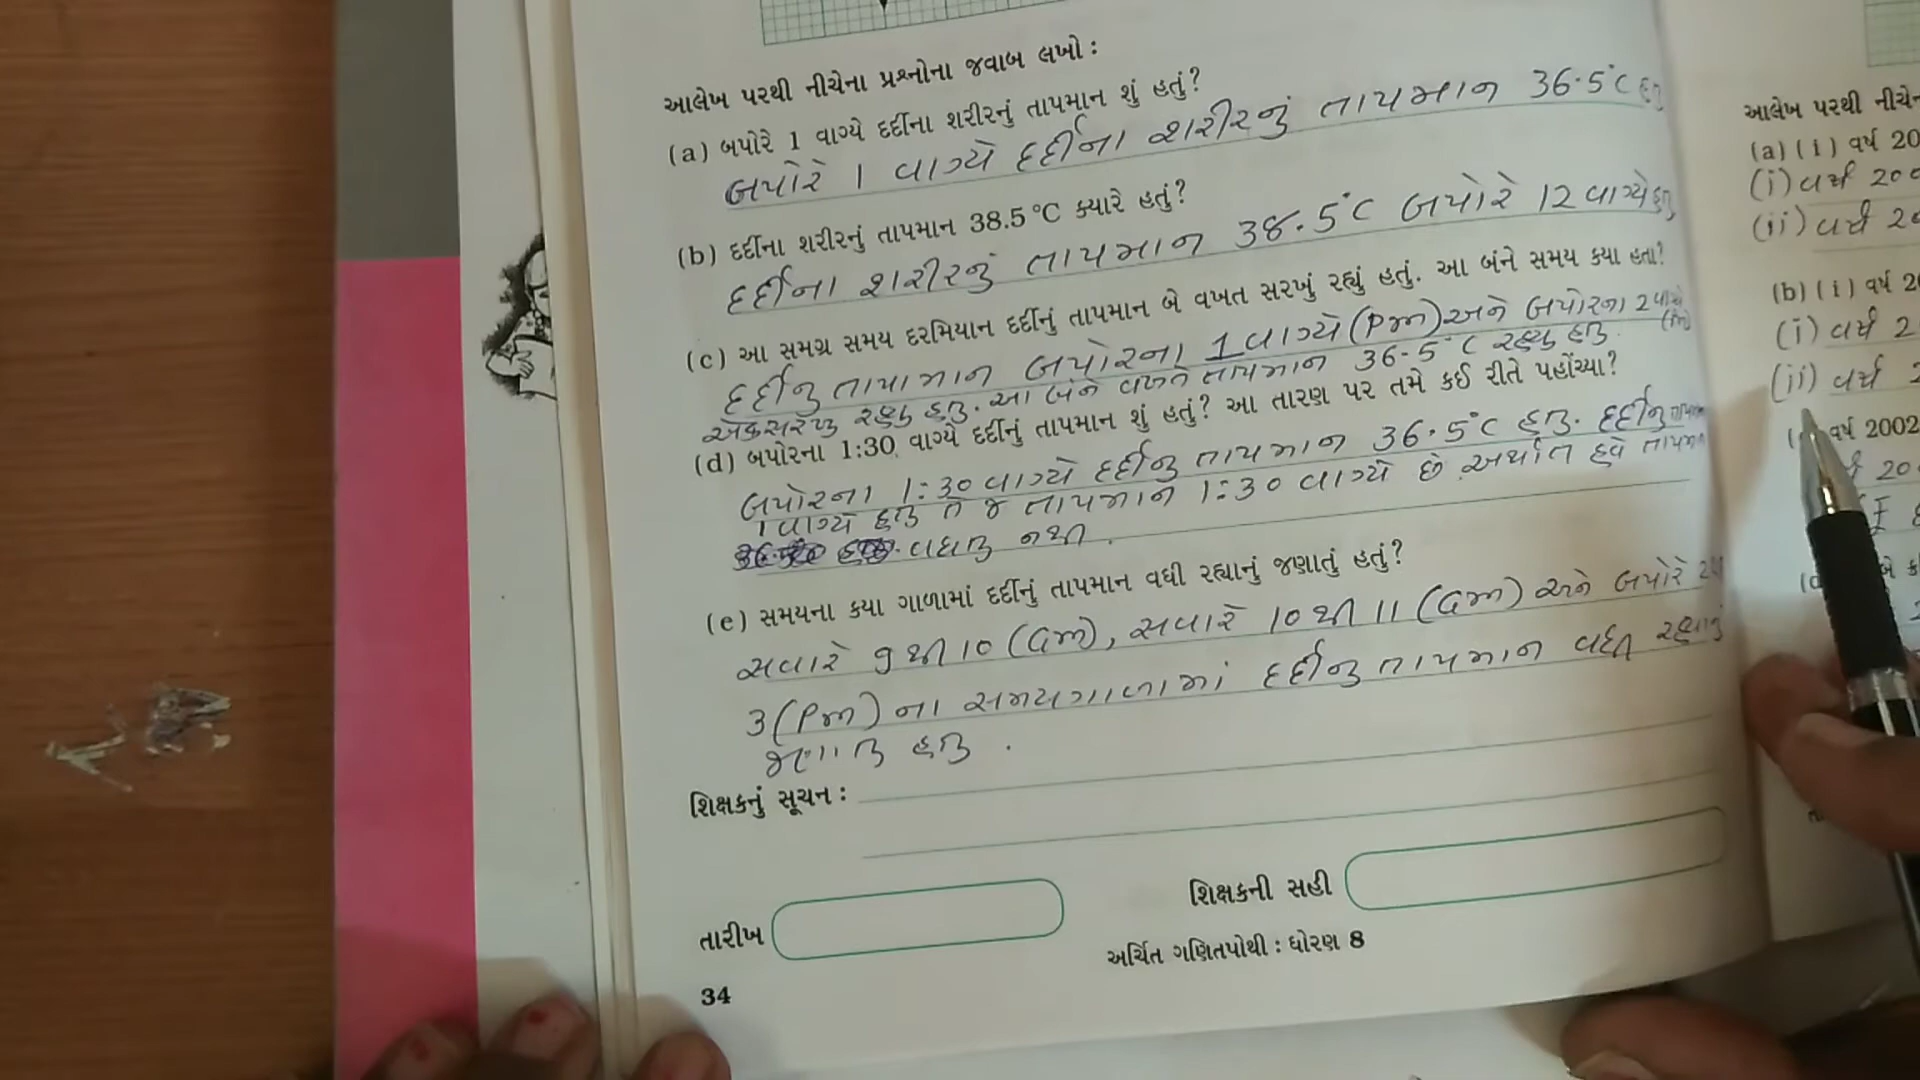 આલેખ પરથી નીચેના પ્રશ્નોના જવાબ લખો :
(a) બપોરે 1 વાગ્યે દર્દીના શરીરનું તાપમાન શું હતું?
બપોરે 1 વાગ્યે દર્દીના શરીરનું તાપમાન 36.5°C હતુ
(b) દર્દીના શરીરનું તાપમાન 38.5 °C ક્યારે હતું?
દર્દીના શરીરનું તાપમાન 38.5°C બપોરે 12 વાગ્યે હતુ
(c) આ સમગ્ર સમય દરમિયાન દર્દીનું તાપમાન બે વખત સરખું રહ્યું હતું. આ બંને સમય ક્યા હતા?
દર્દીનુ તાપામાન બપોરના 1 વાગ્યે (Pm) અને બપોરના 2 વાગ્યે (Pm)
એકસરખુ રહ્યુ હતુ. આ બંને વખતે તાપમાન 36.5°C રહ્યુ હતુ.
(d) બપોરના 1:30 વાગ્યે દર્દીનું તાપમાન શું હતું? આ તારણ પર તમે કઈ રીતે પહોંચ્યા?
બપોરના 1:30 વાગ્યે દર્દીનુ તાપમાન 36.5°C હતુ. દર્દીનુ તાપમાન
1 વાગ્યે હતુ તે જ તાપમાન 1:30 વાગ્યે છે. અર્થાત હવે તાપમા
વધતુ નથી.
(e) સમયના કયા ગાળામાં દર્દીનું તાપમાન વધી રહ્યાનું જણાતું હતું?
સવારે 9 થી 10 (am), સવારે 10 થી 11 (am) અને બપોરે 2 થી
3 (Pm) ના સમયગાળામાં દર્દીનુ તાપમાન વધી રહ્યાનું
જણાતુ હતુ.
શિક્ષકનું સૂચન :
તારીખ
શિક્ષકની સહી
34
અર્ચિત ગણિતપોથી : ધોરણ 8
આલેખ પરથી નીચેન
(a) (i) વર્ષ 20
(i) વર્ષ 200
(ii) વર્ષ 20
(b) (i) વર્ષ 2
(i) વર્ષ 2
(ii) વર્ષ 2
વર્ષ 2002